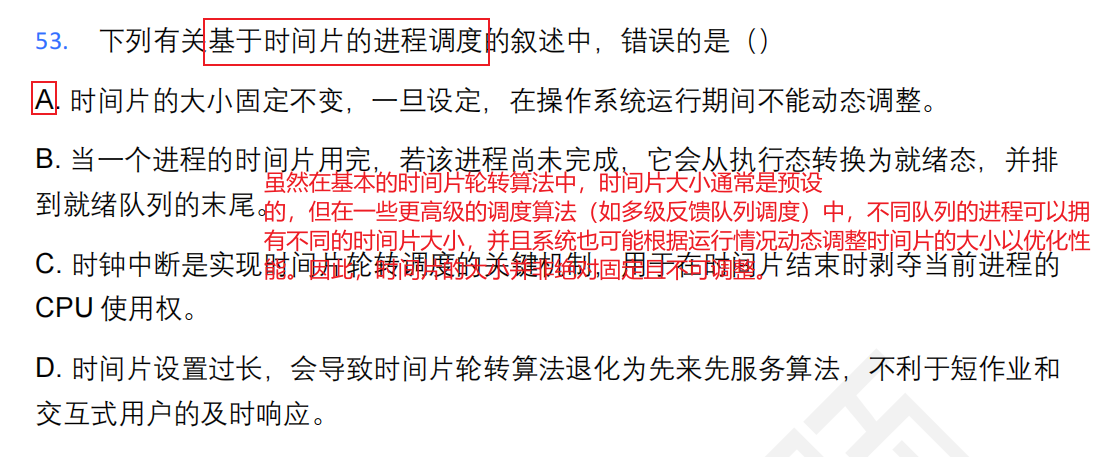 53. 下列有关基于时间片的进程调度的叙述中，错误的是（）
A. 时间片的大小固定不变，一旦设定，在操作系统运行期间不能动态调整。
B. 当一个进程的时间片用完，若该进程尚未完成，它会从执行态转换为就绪态，并排
虽然在基本的时间片轮转算法中，时间片大小通常是预设
到就绪队列的末尾。
的，但在一些更高级的调度算法（如多级反馈队列调度）中，不同队列的进程可以拥
有不同的时间片大小，并且系统也可能根据运行情况动态调整时间片的大小以优化性
C. 时钟中断是实现时间片轮转调度的关键机制，用于在时间片结束时剥夺当前进程的
能。因此，时间片的大小并非绝对固定且不可调整。
CPU 使用权。
D. 时间片设置过长，会导致时间片轮转算法退化为先来先服务算法，不利于短作业和
交互式用户的及时响应。